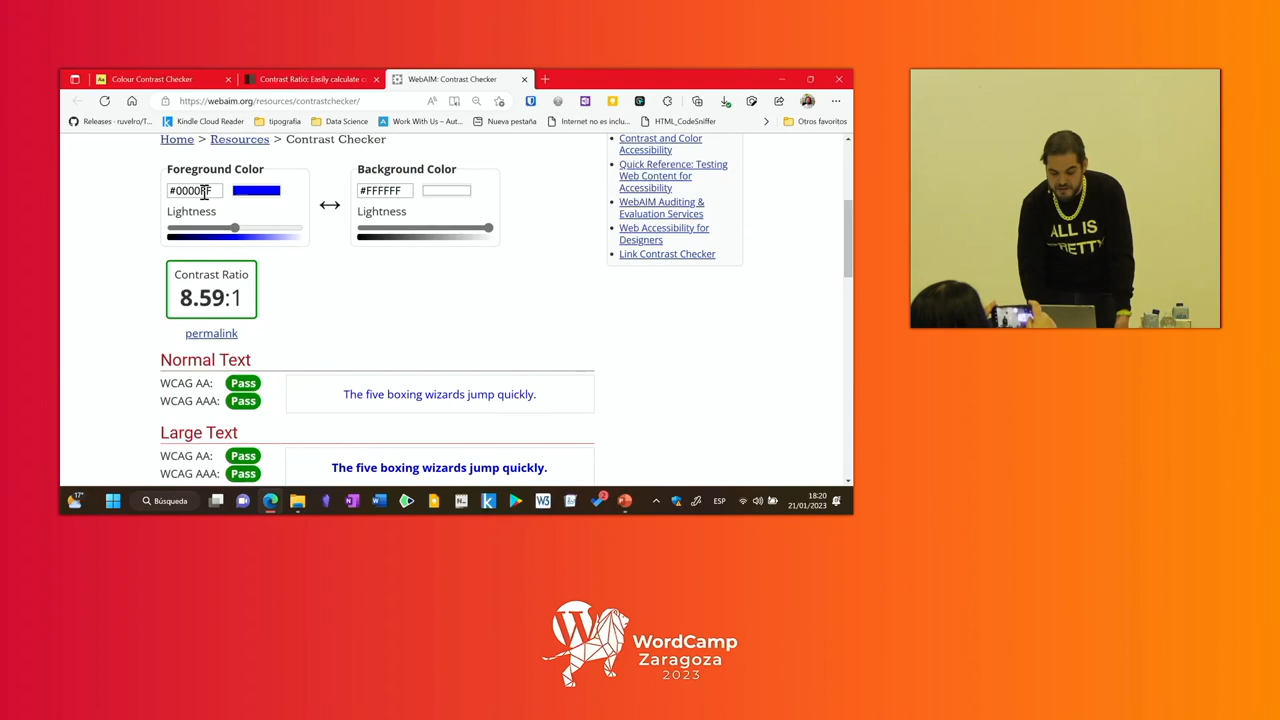 Colour Contrast Checker
Contrast Ratio: Easily calculate c
WebAIM: Contrast Checker
https://webaim.org/resources/contrastchecker/
Releases · ruvelro/T...
Kindle Cloud Reader
tipografia
Data Science
Work With Us – Aut...
Nueva pestaña
Internet no es inclu...
HTML_CodeSniffer
Otros favoritos
Home > Resources > Contrast Checker
Foreground Color
#0000FF
Lightness
Background Color
#FFFFFF
Lightness
Contrast Ratio
8.59:1
permalink
Normal Text
WCAG AA: Pass
WCAG AAA: Pass
The five boxing wizards jump quickly.
Large Text
WCAG AA: Pass
WCAG AAA: Pass
The five boxing wizards jump quickly.
Contrast and Color
Accessibility
Quick Reference: Testing
Web Content for
Accessibility
WebAIM Auditing &
Evaluation Services
Web Accessibility for
Designers
Link Contrast Checker
17°
Búsqueda
ESP
18:20
21/01/2023
ALL IS
WordCamp
Zaragoza
2023